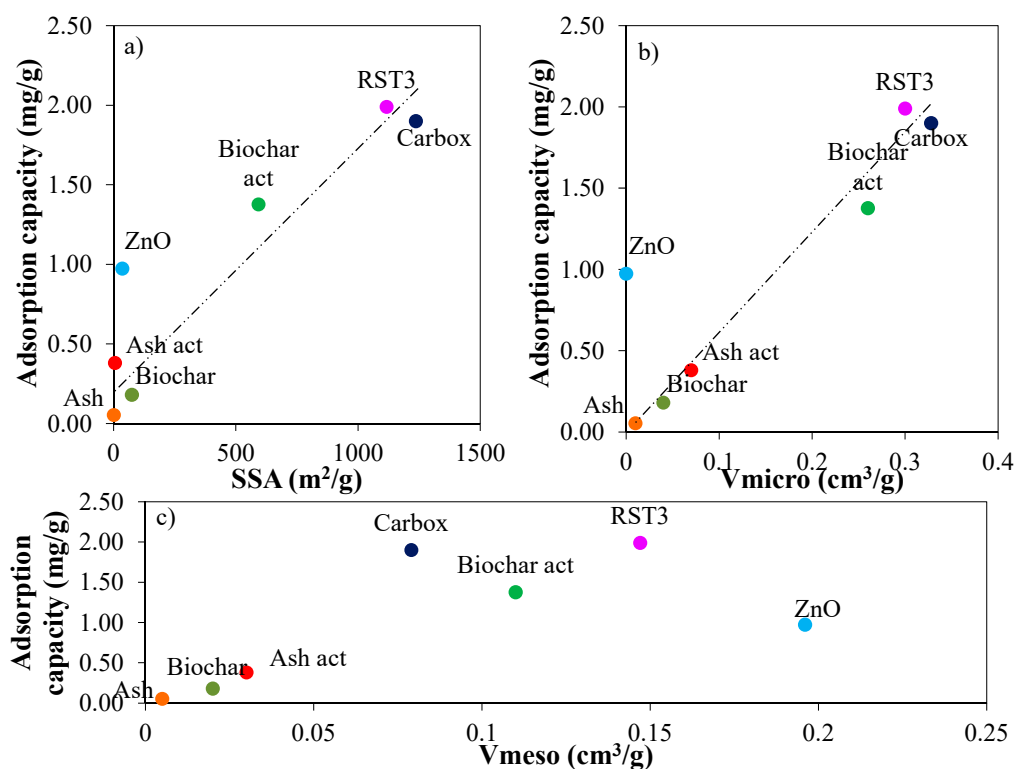 a)
2.50
2.00
1.50
1.00
0.50
0.00
Adsorption capacity (mg/g)
RST3
Carbox
Biochar
act
ZnO
Ash act
Biochar
Ash
0
500
1000
1500
SSA (m²/g)
b)
2.50
2.00
1.50
1.00
0.50
0.00
Adsorption capacity (mg/g)
RST3
Carbox
Biochar
act
ZnO
Ash act
Biochar
Ash
0
0.1
0.2
0.3
0.4
Vmicro (cm³/g)
c)
2.50
2.00
1.50
1.00
0.50
0.00
Adsorption
capacity (mg/g)
Carbox
RST3
Biochar act
ZnO
Biochar
Ash act
Ash
0
0.05
0.1
0.15
0.2
0.25
Vmeso (cm³/g)